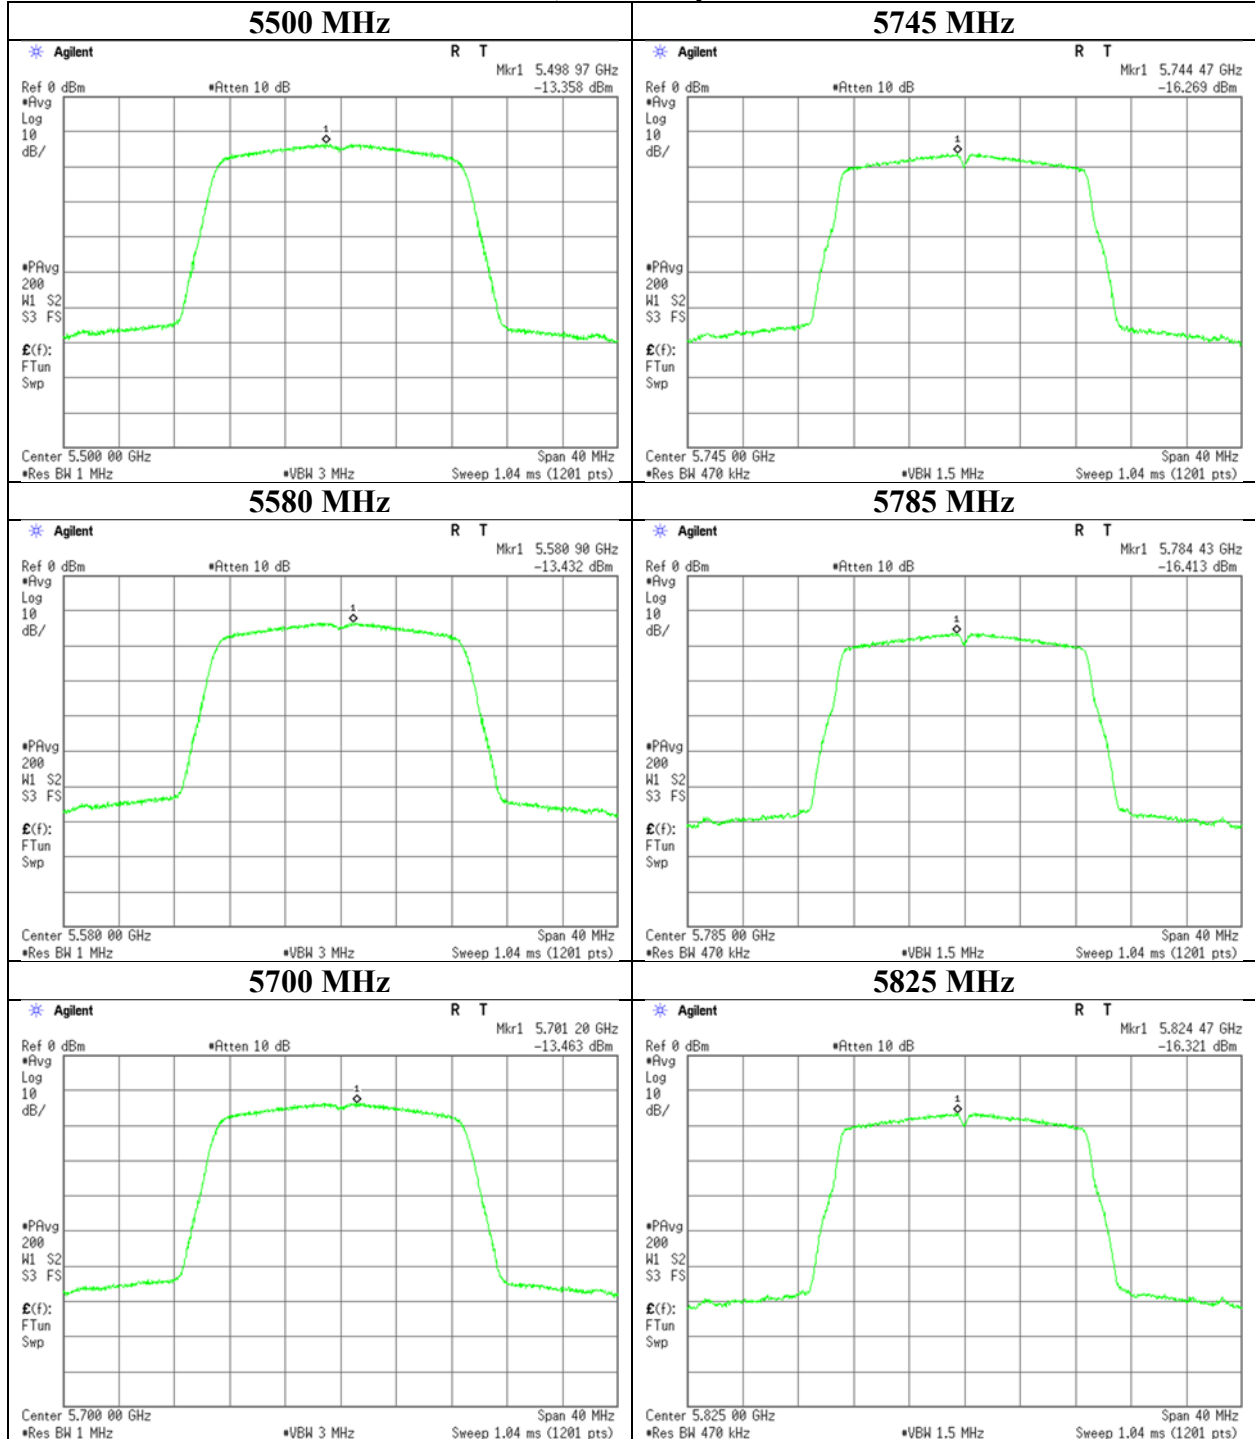 5500 MHz
Agilent R T
Mkr1 5.498 97 GHz
Ref 0 dBm #Atten 10 dB -13.358 dBm
#Avg
Log
10
dB/
1
#PAvg
200
W1 S2
S3 FS
£(f):
FTun
Swp
Center 5.500 00 GHz Span 40 MHz
#Res BW 1 MHz #VBW 3 MHz Sweep 1.04 ms (1201 pts)
5745 MHz
Agilent R T
Mkr1 5.744 47 GHz
Ref 0 dBm #Atten 10 dB -16.269 dBm
#Avg
Log
10
dB/
1
#PAvg
200
W1 S2
S3 FS
£(f):
FTun
Swp
Center 5.745 00 GHz Span 40 MHz
#Res BW 470 kHz #VBW 1.5 MHz Sweep 1.04 ms (1201 pts)
5580 MHz
Agilent R T
Mkr1 5.580 90 GHz
Ref 0 dBm #Atten 10 dB -13.432 dBm
#Avg
Log
10
dB/
1
#PAvg
200
W1 S2
S3 FS
£(f):
FTun
Swp
Center 5.580 00 GHz Span 40 MHz
#Res BW 1 MHz #VBW 3 MHz Sweep 1.04 ms (1201 pts)
5785 MHz
Agilent R T
Mkr1 5.784 43 GHz
Ref 0 dBm #Atten 10 dB -16.413 dBm
#Avg
Log
10
dB/
1
#PAvg
200
W1 S2
S3 FS
£(f):
FTun
Swp
Center 5.785 00 GHz Span 40 MHz
#Res BW 470 kHz #VBW 1.5 MHz Sweep 1.04 ms (1201 pts)
5700 MHz
Agilent R T
Mkr1 5.701 20 GHz
Ref 0 dBm #Atten 10 dB -13.463 dBm
#Avg
Log
10
dB/
1
#PAvg
200
W1 S2
S3 FS
£(f):
FTun
Swp
Center 5.700 00 GHz Span 40 MHz
#Res BW 1 MHz #VBW 3 MHz Sweep 1.04 ms (1201 pts)
5825 MHz
Agilent R T
Mkr1 5.824 47 GHz
Ref 0 dBm #Atten 10 dB -16.321 dBm
#Avg
Log
10
dB/
1
#PAvg
200
W1 S2
S3 FS
£(f):
FTun
Swp
Center 5.825 00 GHz Span 40 MHz
#Res BW 470 kHz #VBW 1.5 MHz Sweep 1.04 ms (1201 pts)